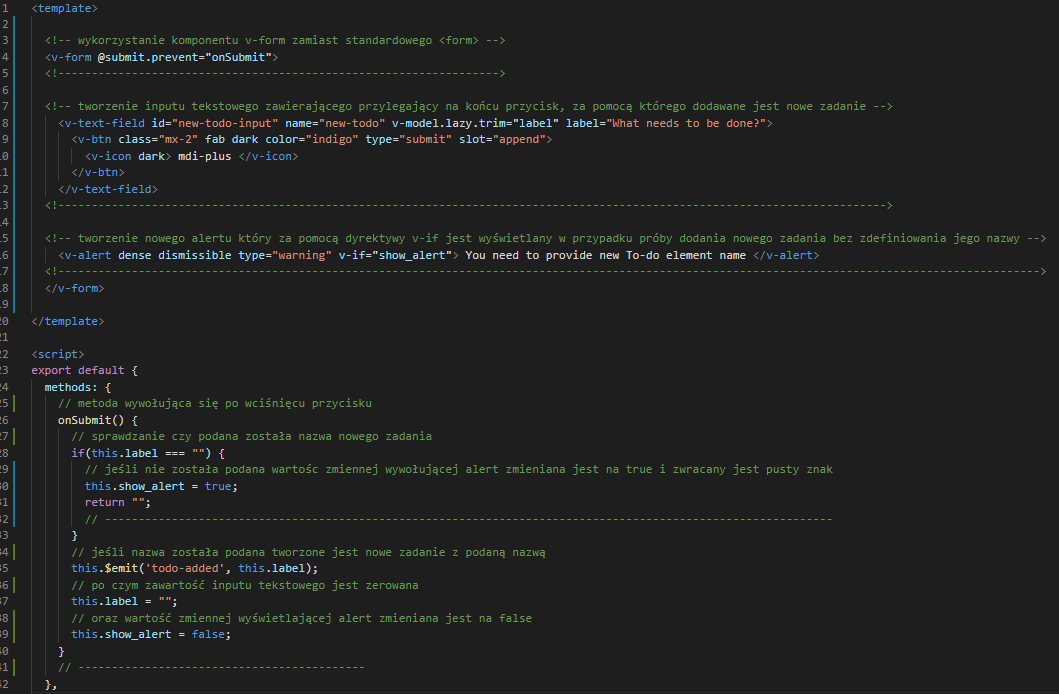 1 <template>
2
3 <!-- wykorzystanie komponentu v-form zamiast standardowego <form> -->
4 <v-form @submit.prevent="onSubmit">
5 <!------------------------------------------------------------------->
6
7 <!-- tworzenie inputu tekstowego zawierającego przylegający na końcu przycisk, za pomocą którego dodawane jest nowe zadanie -->
8 <v-text-field id="new-todo-input" name="new-todo" v-model.lazy.trim="label" label="What needs to be done?">
9 <v-btn class="mx-2" fab dark color="indigo" type="submit" slot="append">
0 <v-icon dark> mdi-plus </v-icon>
1 </v-btn>
2 </v-text-field>
3 <!----------------------------------------------------------------------------------------------------------------------------->
4
5 <!-- tworzenie nowego alertu który za pomocą dyrektywy v-if jest wyświetlany w przypadku próby dodania nowego zadania bez zdefiniowania jego nazwy -->
6 <v-alert dense dismissible type="warning" v-if="show_alert"> You need to provide new To-do element name </v-alert>
7 <!---------------------------------------------------------------------------------------------------------------------------------------------------->
8 </v-form>
9
20 </template>
21
22 <script>
23 export default {
24 methods: {
25 // metoda wywołująca się po wciśnięcu przycisku
26 onSubmit() {
27 // sprawdzanie czy podana została nazwa nowego zadania
28 if(this.label === "") {
29 // jeśli nie została podana wartośc zmiennej wywołującej alert zmieniana jest na true i zwracany jest pusty znak
30 this.show_alert = true;
31 return "";
32 // --------------------------------------------------------------------------------------------------------------
33 }
34 // jeśli nazwa została podana tworzone jest nowe zadanie z podaną nazwą
35 this.$emit('todo-added', this.label);
36 // po czym zawartość inputu tekstowego jest zerowana
37 this.label = "";
38 // oraz wartość zmiennej wyświetlającej alert zmieniana jest na false
39 this.show_alert = false;
40 }
41 // -------------------------------------------
42 },